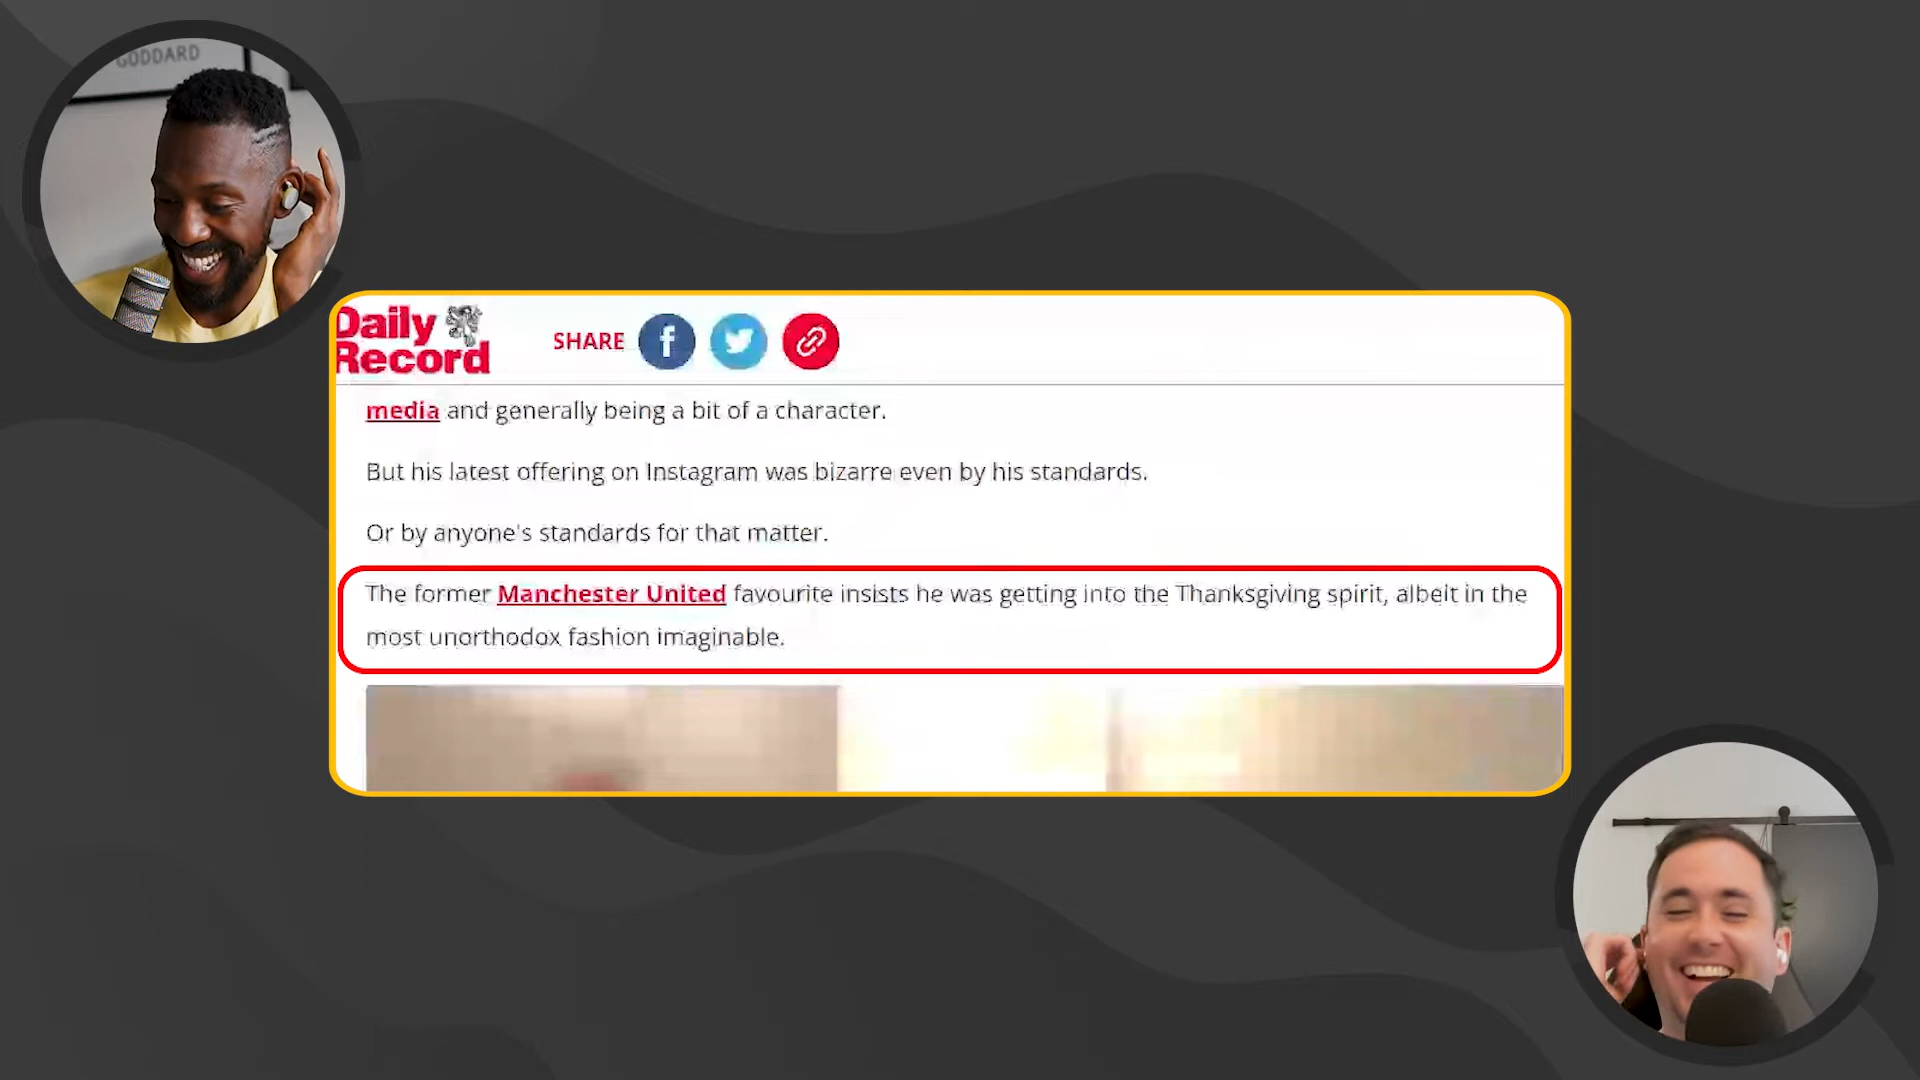 GODDARD
Daily
Record
SHARE
media and generally being a bit of a character.
But his latest offering on Instagram was bizarre even by his standards.
Or by anyone's standards for that matter.
The former Manchester United favourite insists he was getting into the Thanksgiving spirit, albeit in the
most unorthodox fashion imaginable.